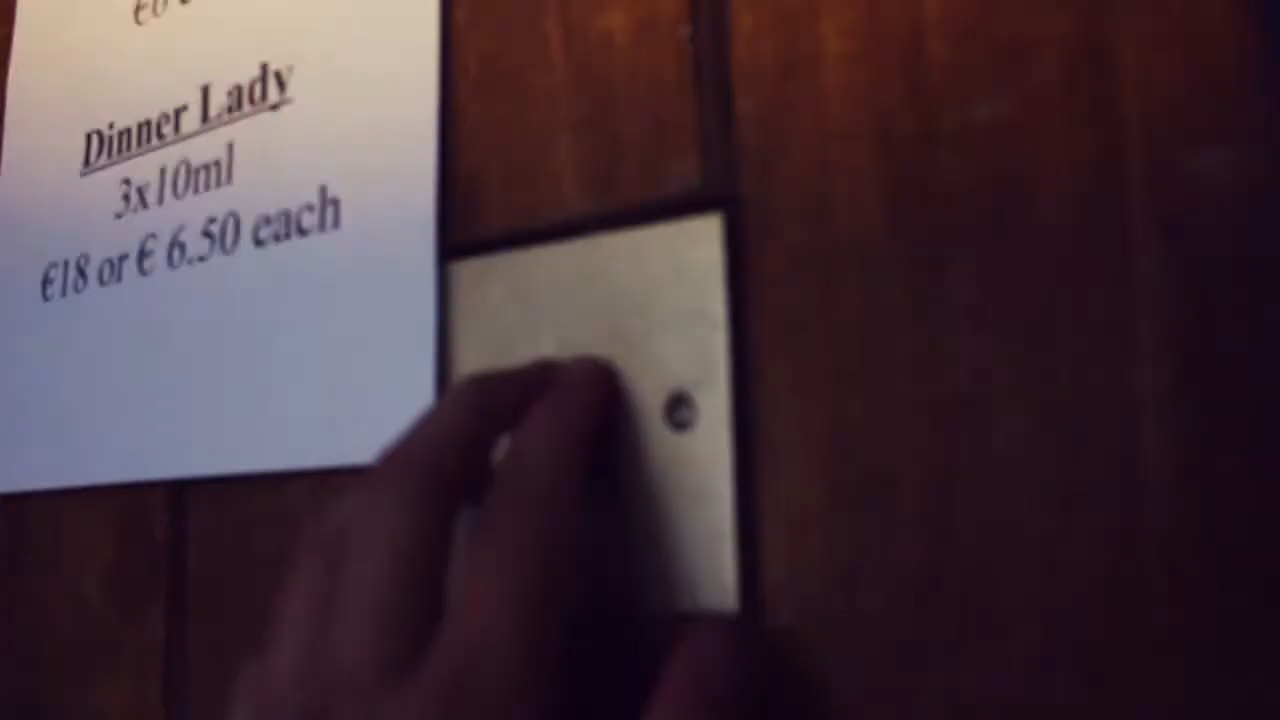 Dinner Lady
3x10ml
€18 or € 6.50 each